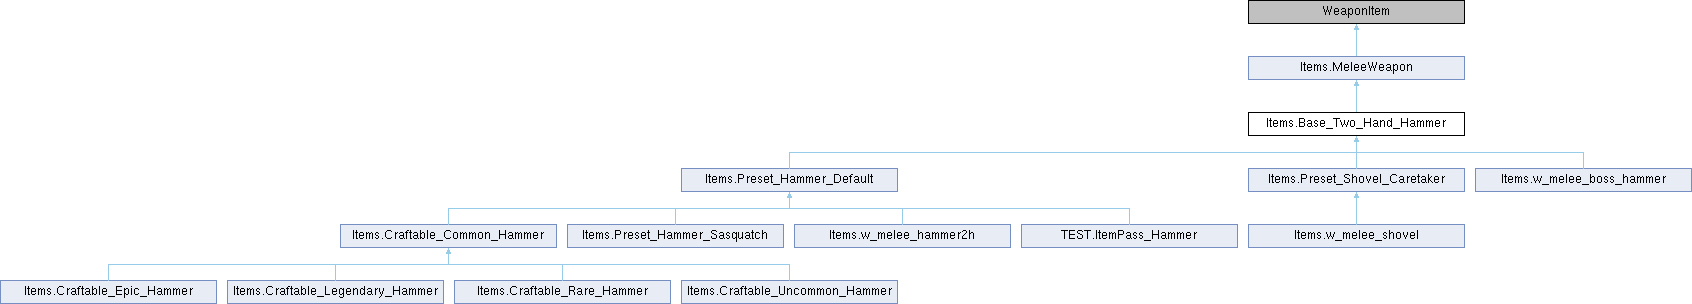 WeaponItem
Items.MeleeWeapon
Items.Base_Two_Hand_Hammer
Items.Preset_Hammer_Default
Items.Preset_Shovel_Caretaker
Items.w_melee_boss_hammer
Items.Craftable_Common_Hammer
Items.Preset_Hammer_Sasquatch
Items.w_melee_hammer2h
TEST.ItemPass_Hammer
Items.w_melee_shovel
Items.Craftable_Epic_Hammer
Items.Craftable_Legendary_Hammer
Items.Craftable_Rare_Hammer
Items.Craftable_Uncommon_Hammer